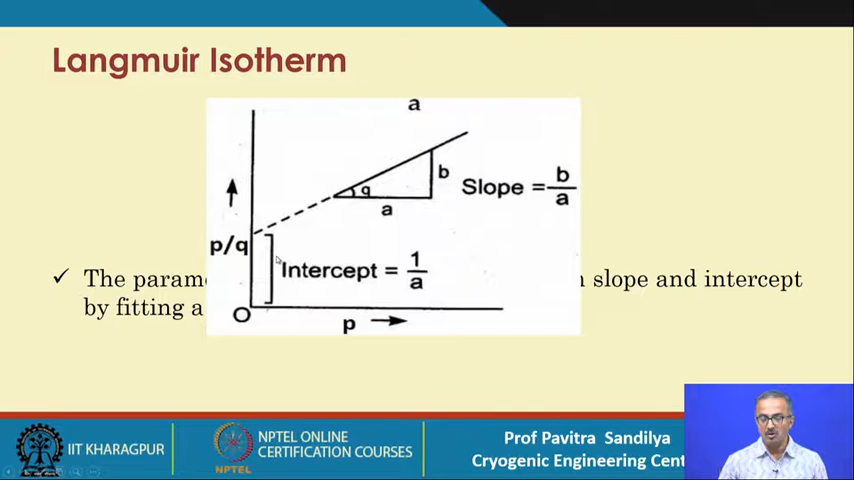 Langmuir Isotherm
a
b
q
Slope = b/a
a
p/q
Intercept = 1/a
✓ The param slope and intercept
by fitting a
O
p
IIT KHARAGPUR
NPTEL
NPTEL ONLINE
CERTIFICATION COURSES
Prof Pavitra Sandilya
Cryogenic Engineering Cent